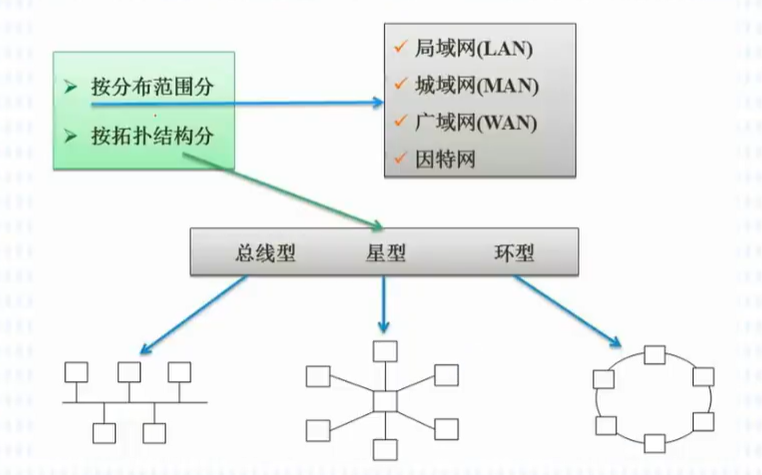 按分布范围分
按拓扑结构分
局域网(LAN)
城域网(MAN)
广域网(WAN)
因特网
总线型 星型 环型